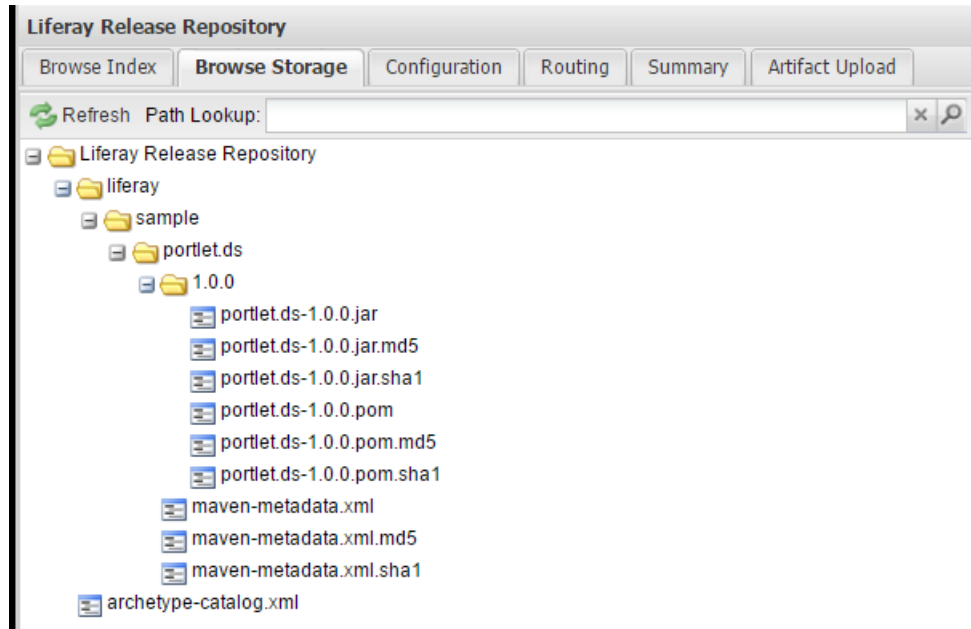 Liferay Release Repository
Browse Index Browse Storage Configuration Routing Summary Artifact Upload
Refresh Path Lookup:
Liferay Release Repository
liferay
sample
portlet.ds
1.0.0
portlet.ds-1.0.0.jar
portlet.ds-1.0.0.jar.md5
portlet.ds-1.0.0.jar.sha1
portlet.ds-1.0.0.pom
portlet.ds-1.0.0.pom.md5
portlet.ds-1.0.0.pom.sha1
maven-metadata.xml
maven-metadata.xml.md5
maven-metadata.xml.sha1
archetype-catalog.xml